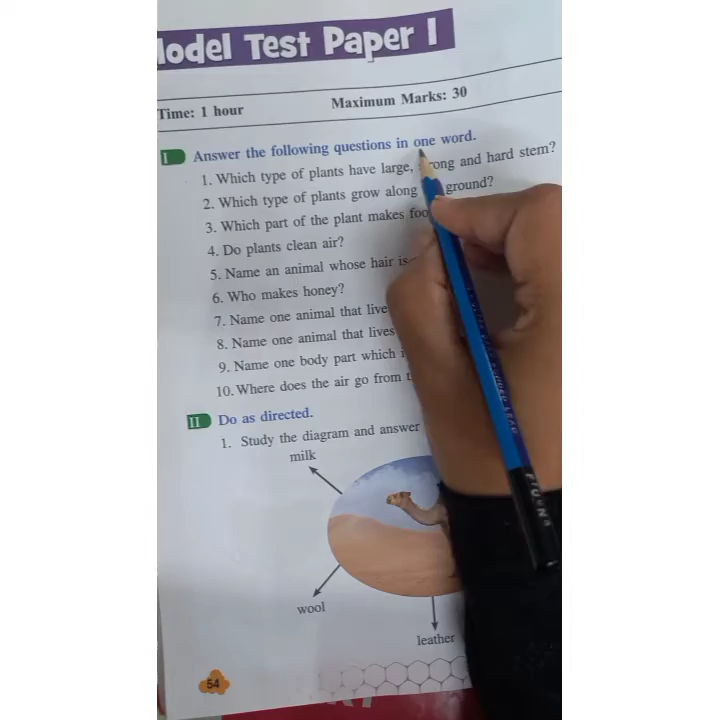 Model Test Paper 1
Time: 1 hour
Maximum Marks: 30
I Answer the following questions in one word.
1. Which type of plants have large, strong and hard stem?
2. Which type of plants grow along ground?
3. Which part of the plant makes
4. Do plants clean air?
5. Name an animal whose hair is
6. Who makes honey?
7. Name one animal that
8. Name one animal that lives
9. Name one body part which
10. Where does the air go from
II Do as directed.
1. Study the diagram and answer
milk
wool
leather
54